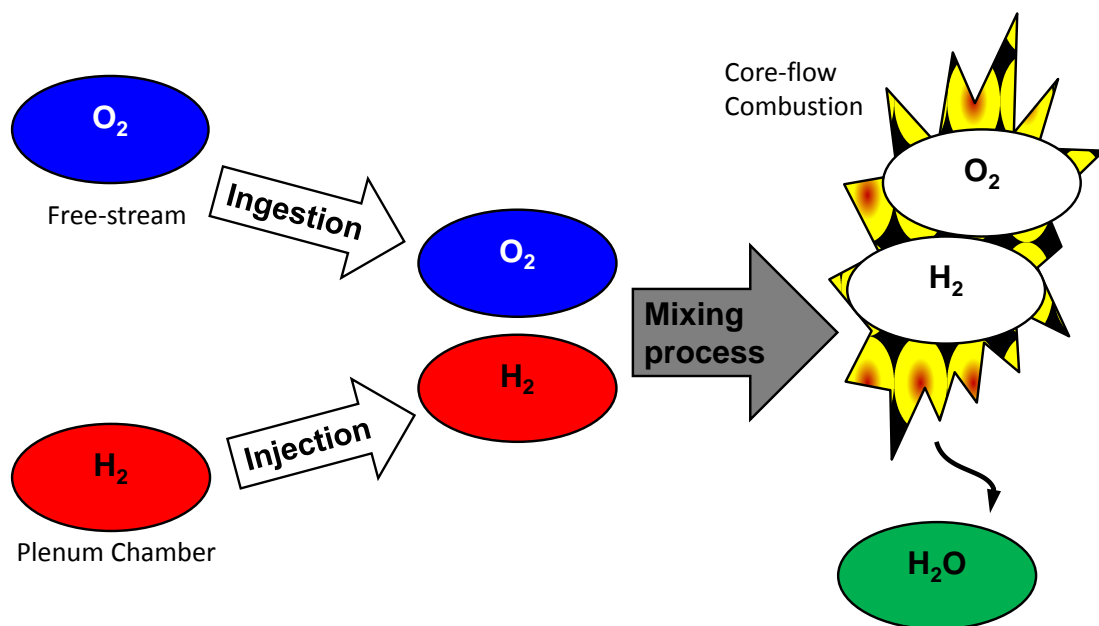 O₂
Free-stream
Ingestion
H₂
Plenum Chamber
Injection
O₂
H₂
Mixing
process
Core-flow
Combustion
O₂
H₂
H₂O